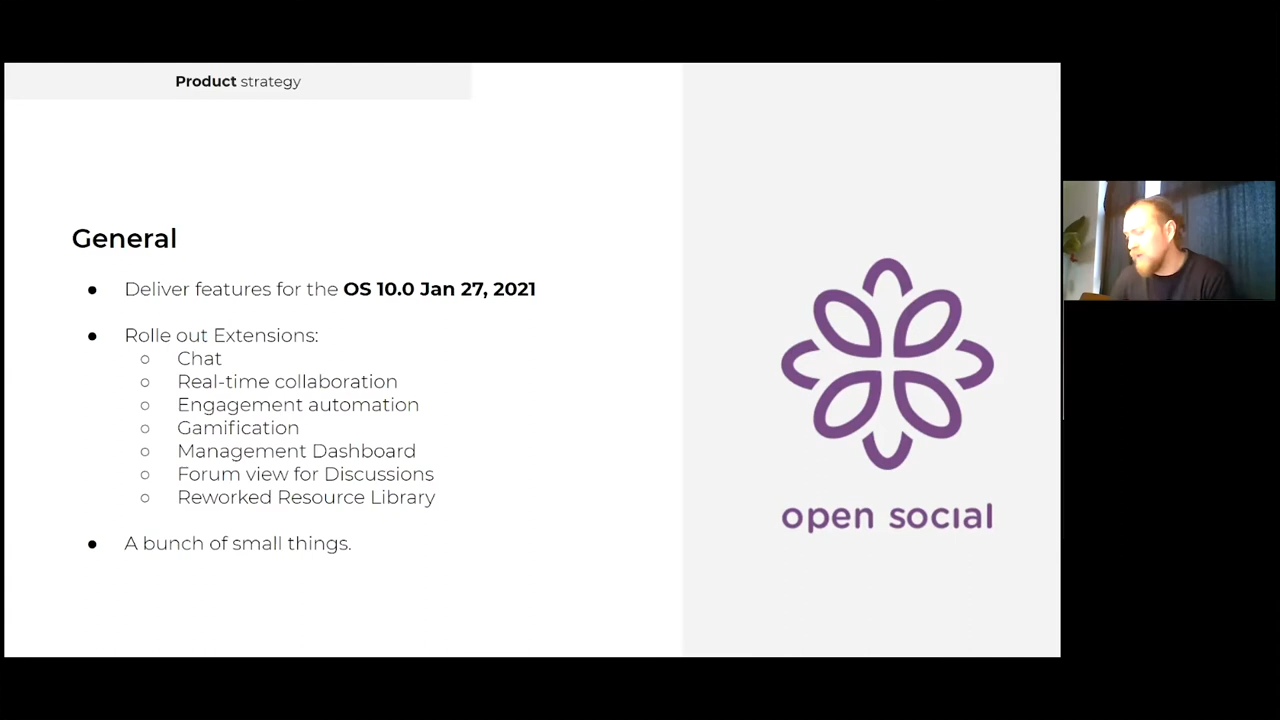 Product strategy
General
● Deliver features for the OS 10.0 Jan 27, 2021
● Rolle out Extensions:
○ Chat
○ Real-time collaboration
○ Engagement automation
○ Gamification
○ Management Dashboard
○ Forum view for Discussions
○ Reworked Resource Library
● A bunch of small things.
open social